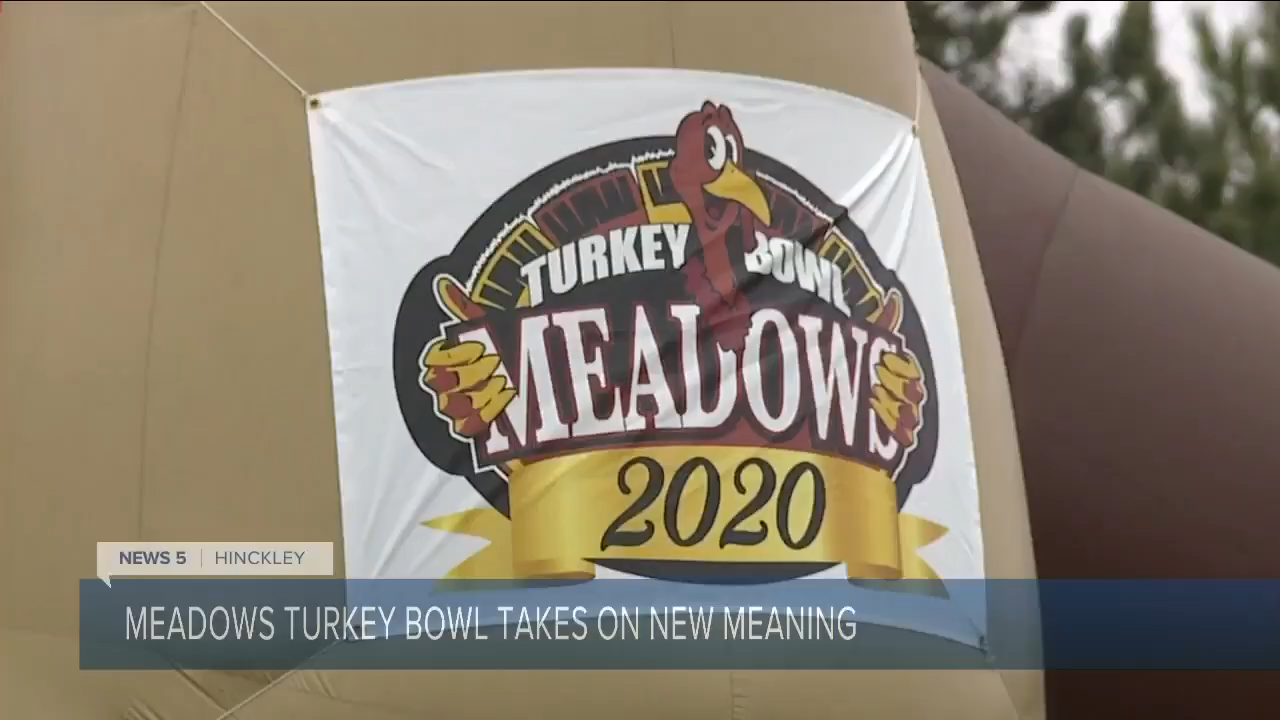 TURKEY BOWL
MEADOWS
2020
NEWS 5 | HINCKLEY
MEADOWS TURKEY BOWL TAKES ON NEW MEANING